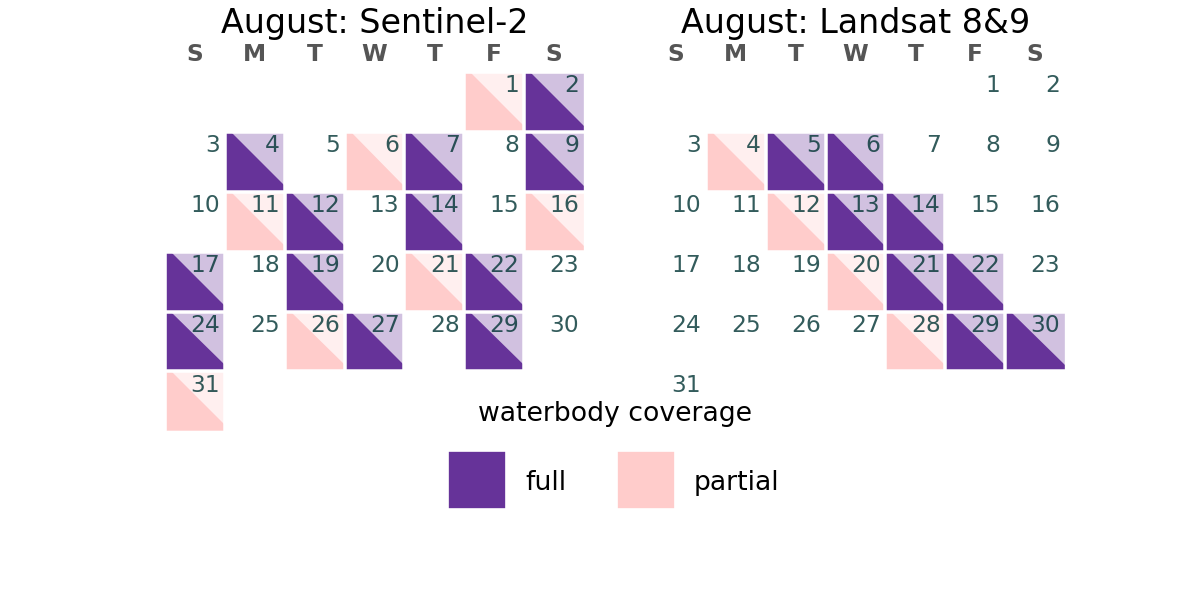 August: Sentinel-2
S M T W T F S
1 2
3 4 5 6 7 8 9
10 11 12 13 14 15 16
17 18 19 20 21 22 23
24 25 26 27 28 29 30
31
August: Landsat 8&9
S M T W T F S
1 2
3 4 5 6 7 8 9
10 11 12 13 14 15 16
17 18 19 20 21 22 23
24 25 26 27 28 29 30
31
waterbody coverage
full partial